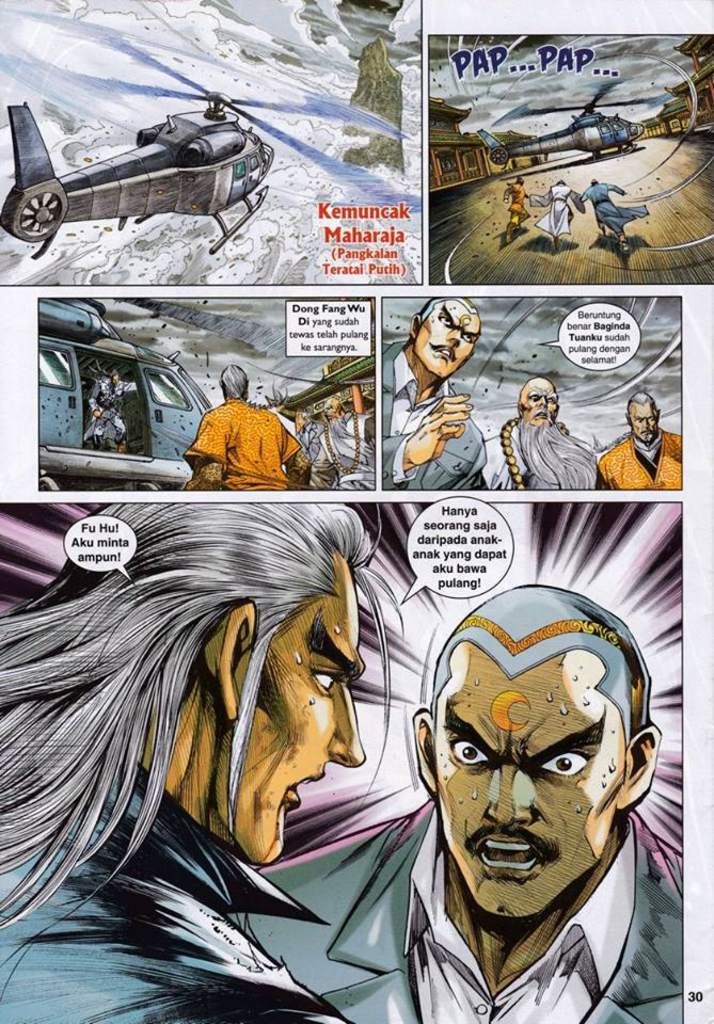 Kemuncak
Maharaja
(Pangkalan
Teratai Putih)
PAP...PAP...
Dong Fang Wu
Di yang sudah
tewas telah pulang
ke sarangnya.
Beruntung
benar Baginda
Tuanku sudah
pulang dengan
selamat!
Fu Hu!
Aku minta
ampun!
Hanya
seorang saja
daripada anak-
anak yang dapat
aku bawa
pulang!
30